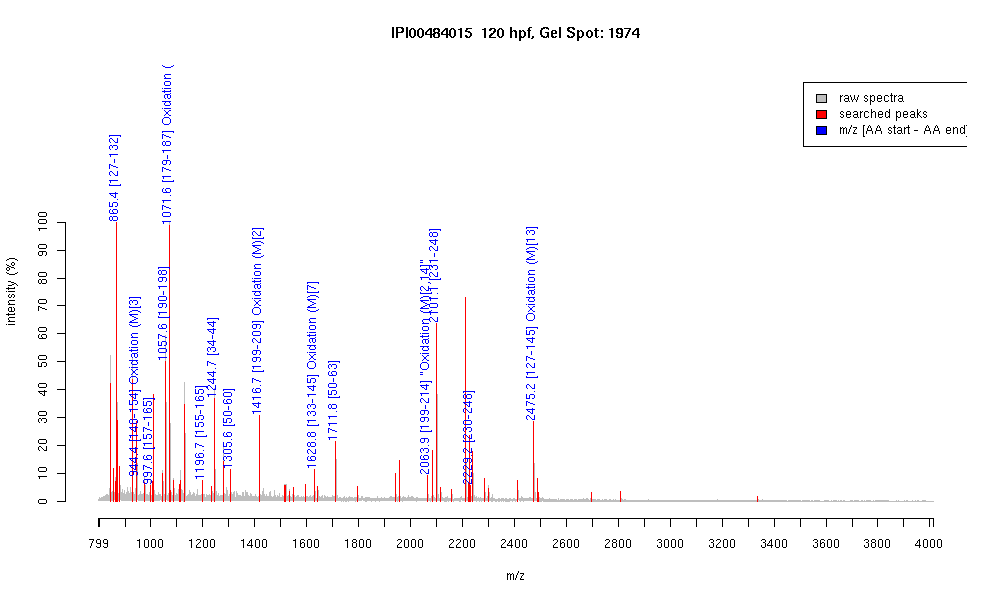 IPI00484015 120 hpf, Gel Spot: 1974
raw spectra
searched peaks
m/z [AA start - AA end]
intensity (%)
100
90
80
70
60
50
40
30
20
10
0
865.4 [127-132]
944.4 [148-154] Oxidation (M)[3]
997.6 [157-165]
1057.6 [190-198]
1071.6 [179-187] Oxidation (
1196.7 [155-165]
1244.7 [34-44]
1305.6 [50-60]
1416.7 [199-209] Oxidation (M)[2]
1628.8 [133-145] Oxidation (M)[7]
1711.8 [50-63]
2063.9 [199-214] "Oxidation (M)[2,14]"
2101.1 [231-248]
2229.2 [230-248]
2475.2 [127-145] Oxidation (M)[13]
799 1000 1200 1400 1600 1800 2000 2200 2400 2600 2800 3000 3200 3400 3600 3800 4000
m/z